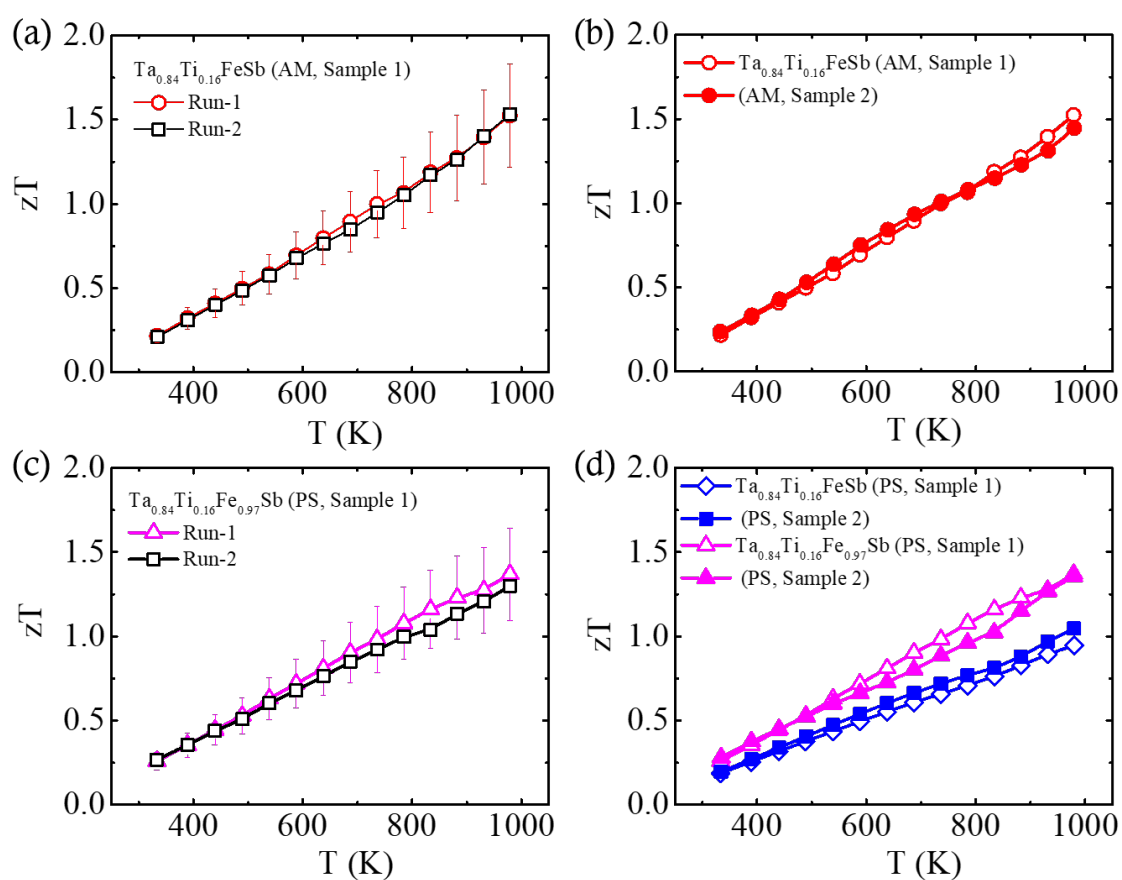 (a)
2.0
1.5
1.0
0.5
0.0
zT
Ta0.84Ti0.16FeSb (AM, Sample 1)
Run-1
Run-2
400 600 800 1000
T (K)
(b)
2.0
1.5
1.0
0.5
0.0
zT
Ta0.84Ti0.16FeSb (AM, Sample 1)
(AM, Sample 2)
400 600 800 1000
T (K)
(c)
2.0
1.5
1.0
0.5
0.0
zT
Ta0.84Ti0.16Fe0.97Sb (PS, Sample 1)
Run-1
Run-2
400 600 800 1000
T (K)
(d)
2.0
1.5
1.0
0.5
0.0
zT
Ta0.84Ti0.16FeSb (PS, Sample 1)
(PS, Sample 2)
Ta0.84Ti0.16Fe0.97Sb (PS, Sample 1)
(PS, Sample 2)
400 600 800 1000
T (K)